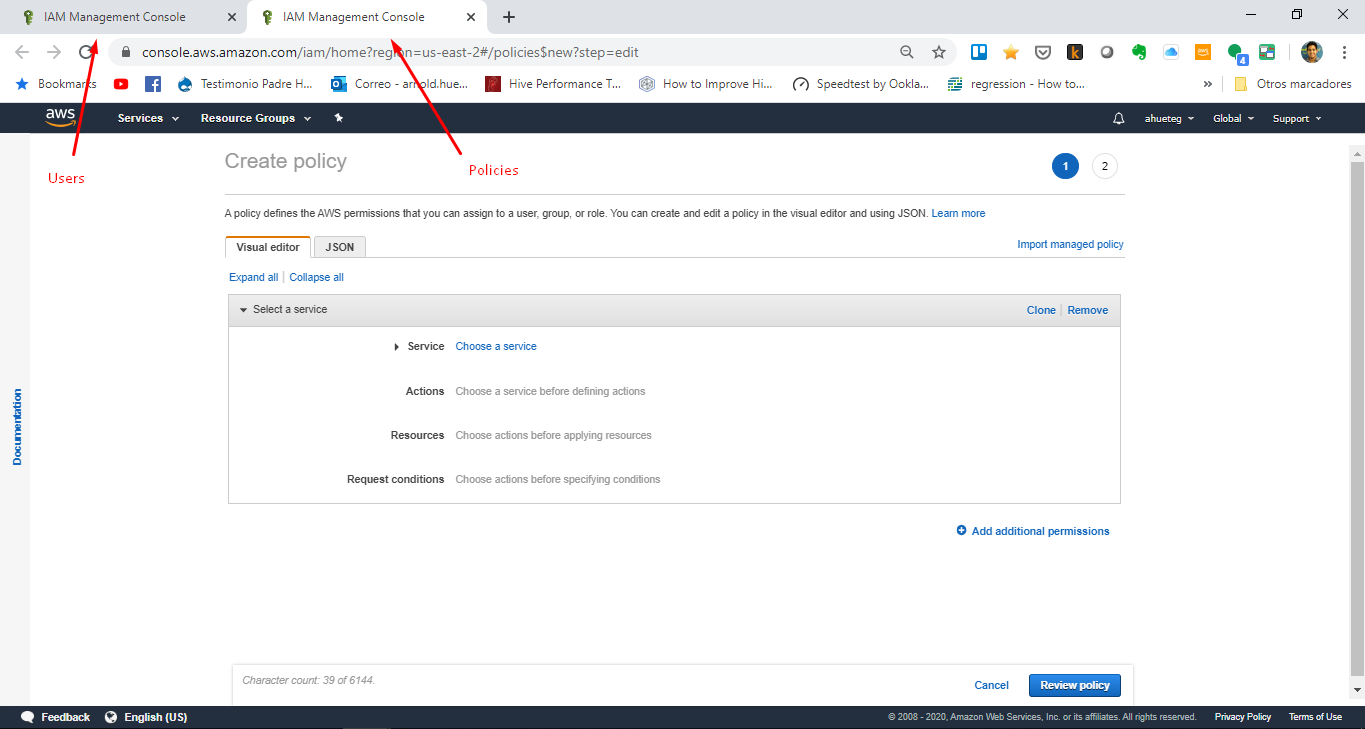 IAM Management Console
IAM Management Console
console.aws.amazon.com/iam/home?region=us-east-2#/policies$new?step=edit
4
Bookmarks
Testimonio Padre H...
Correo - arnold.hue...
Hive Performance T...
How to Improve Hi...
Speedtest by Ookla...
regression - How to...
»
Otros marcadores
aws
Services
Resource Groups
ahueteg
Global
Support
Users
Policies
Create policy
1
2
A policy defines the AWS permissions that you can assign to a user, group, or role. You can create and edit a policy in the visual editor and using JSON. Learn more
Visual editor
JSON
Import managed policy
Expand all
Collapse all
Select a service
Clone
Remove
Service
Choose a service
Actions
Choose a service before defining actions
Resources
Choose actions before applying resources
Request conditions
Choose actions before specifying conditions
Documentation
Add additional permissions
Character count: 39 of 6144.
Cancel
Review policy
Feedback
English (US)
© 2008 - 2020, Amazon Web Services, Inc. or its affiliates. All rights reserved.
Privacy Policy
Terms of Use